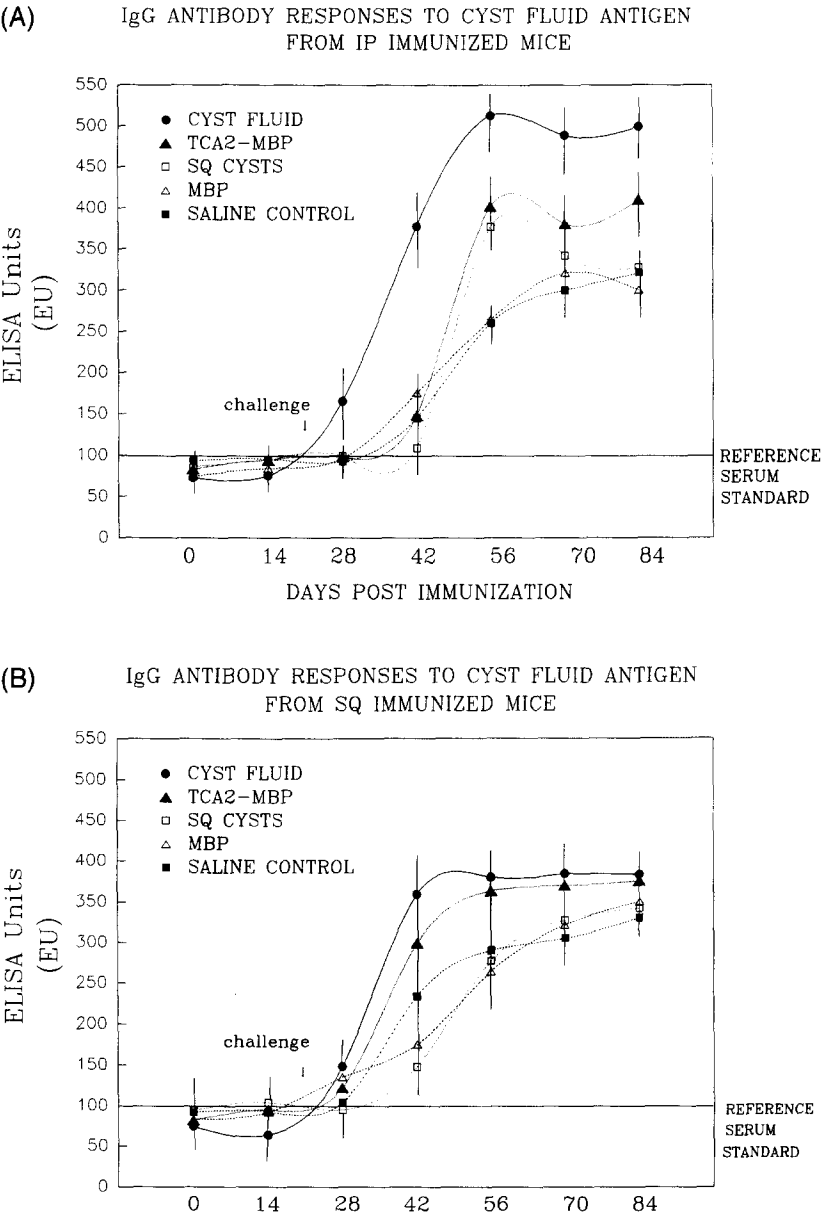 (A)
IgG ANTIBODY RESPONSES TO CYST FLUID ANTIGEN
FROM IP IMMUNIZED MICE
550
500
450
400
350
300
250
200
150
100
50
0
ELISA Units
(EU)
CYST FLUID
TCA2-MBP
SQ CYSTS
MBP
SALINE CONTROL
challenge
REFERENCE
SERUM
STANDARD
0 14 28 42 56 70 84
DAYS POST IMMUNIZATION
(B)
IgG ANTIBODY RESPONSES TO CYST FLUID ANTIGEN
FROM SQ IMMUNIZED MICE
550
500
450
400
350
300
250
200
150
100
50
0
ELISA Units
(EU)
CYST FLUID
TCA2-MBP
SQ CYSTS
MBP
SALINE CONTROL
challenge
REFERENCE
SERUM
STANDARD
0 14 28 42 56 70 84